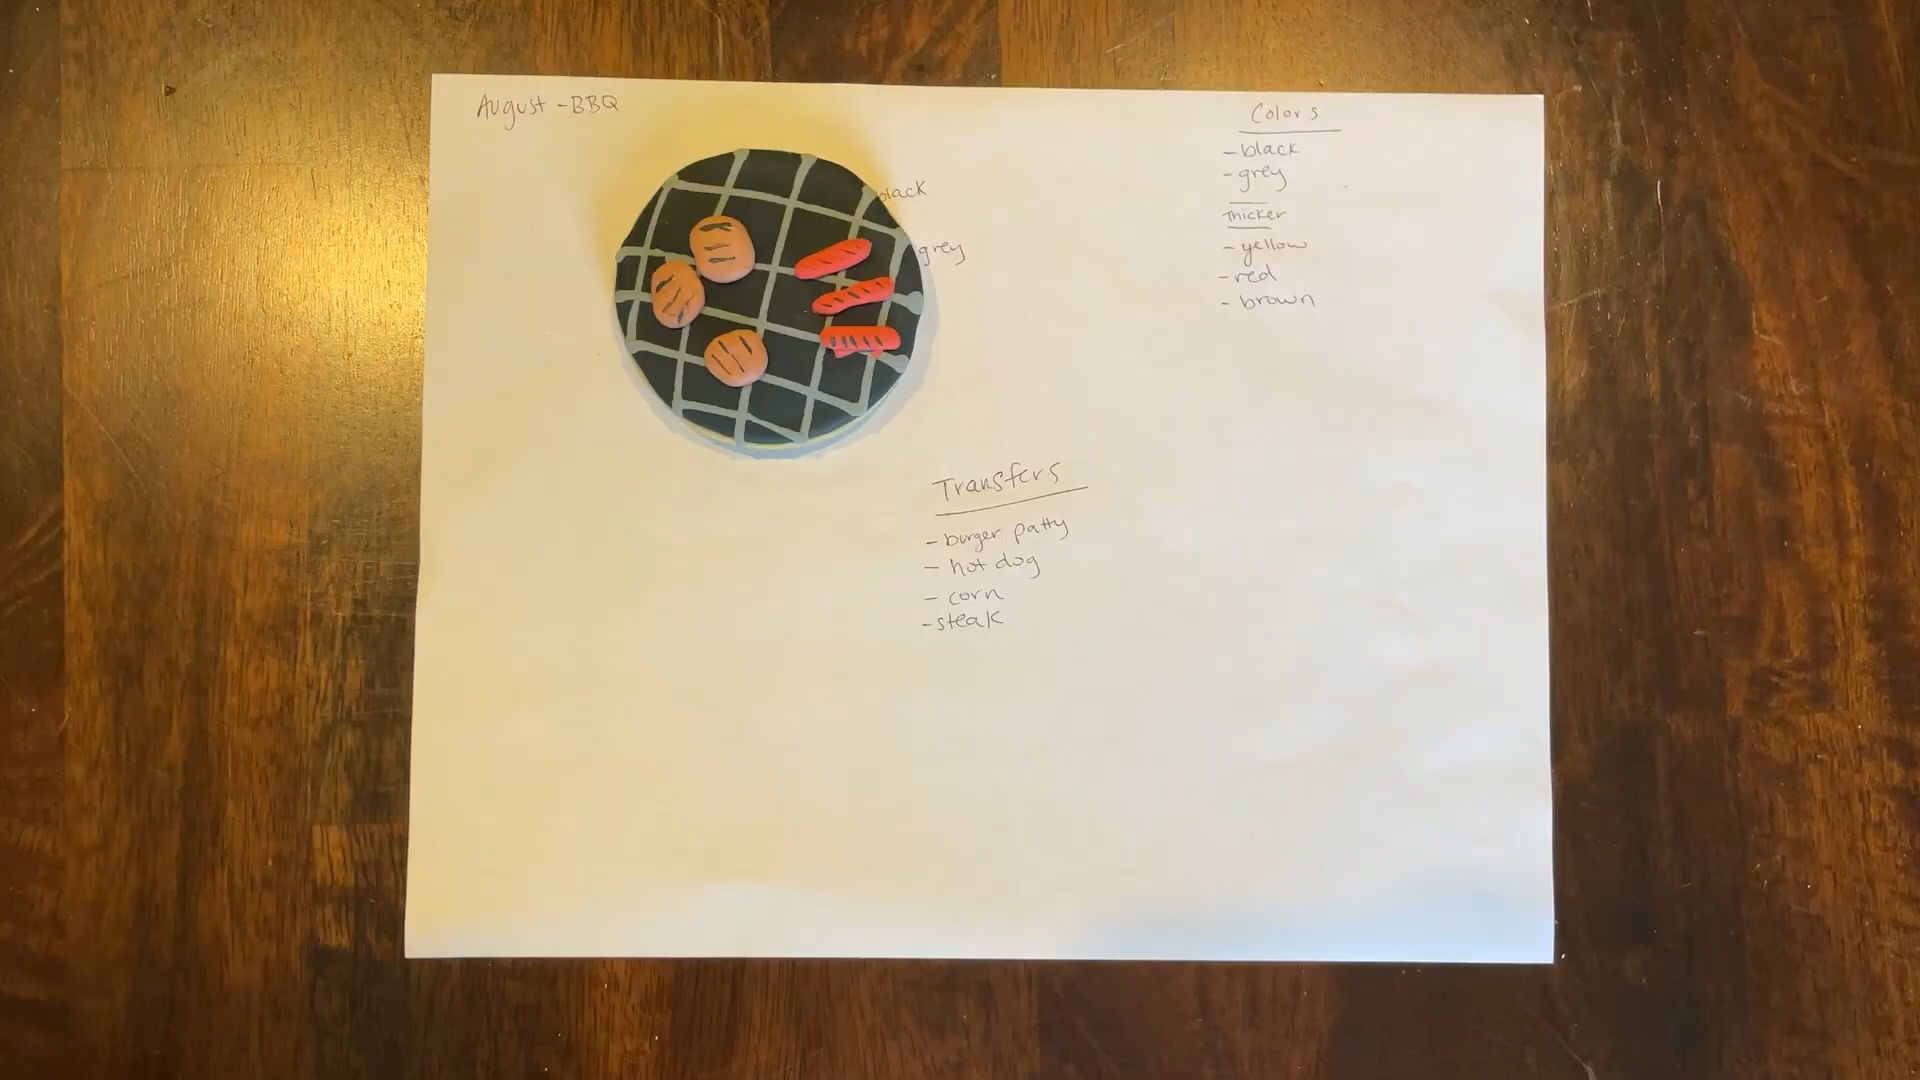 August - BBQ
black
grey
Colors
- black
- grey
Thicker
- yellow
- red
- brown
Transfers
- burger patty
- hot dog
- corn
- steak